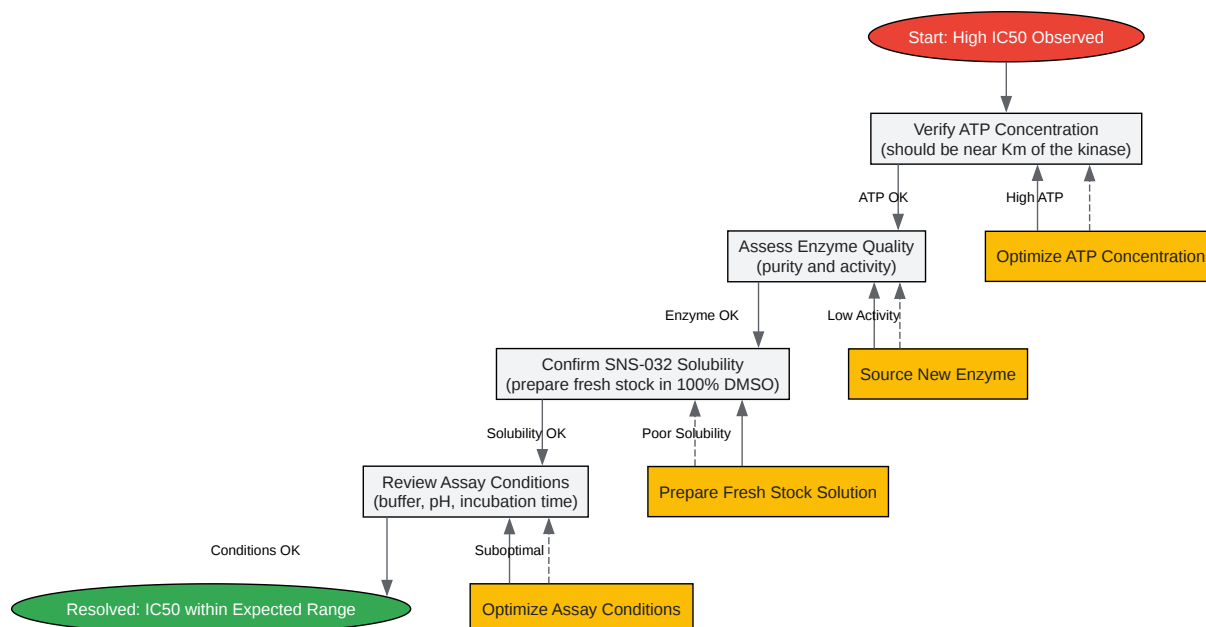 Start: High IC50 Observed
Verify ATP Concentration
(should be near Km of the kinase)
ATP OK
High ATP
Assess Enzyme Quality
(purity and activity)
Optimize ATP Concentration
Enzyme OK
Low Activity
Confirm SNS-032 Solubility
(prepare fresh stock in 100% DMSO)
Source New Enzyme
Solubility OK
Poor Solubility
Review Assay Conditions
(buffer, pH, incubation time)
Prepare Fresh Stock Solution
Conditions OK
Suboptimal
Resolved: IC50 within Expected Range
Optimize Assay Conditions